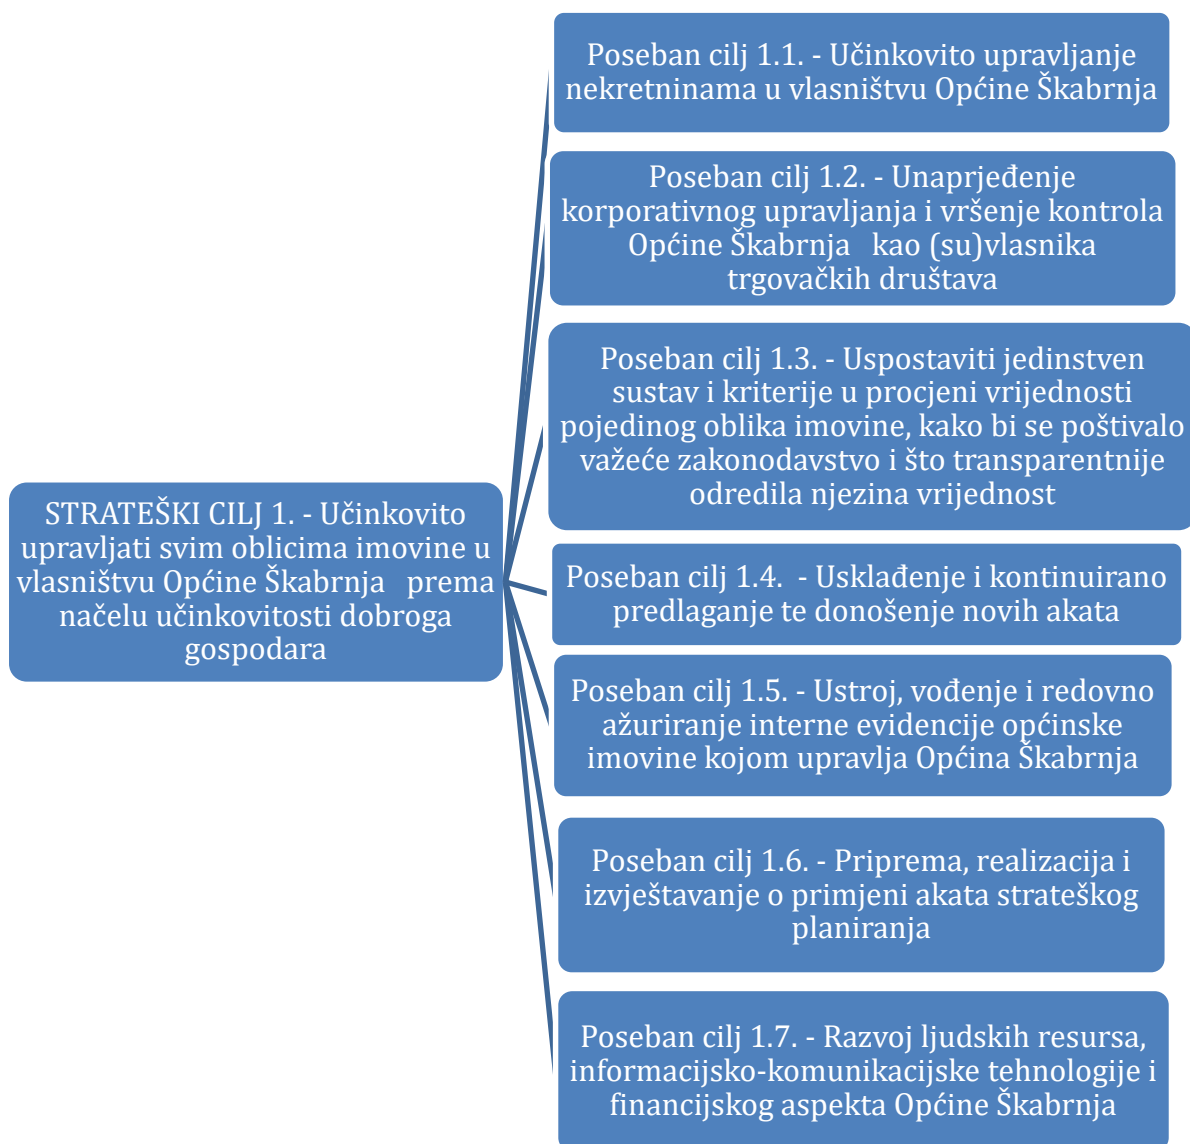 STRATEŠKI CILJ 1. - Učinkovito
upravljati svim oblicima imovine u
vlasništvu Općine Škabrnja   prema
načelu učinkovitosti dobroga
gospodara
Poseban cilj 1.1. - Učinkovito upravljanje
nekretninama u vlasništvu Općine Škabrnja
Poseban cilj 1.2. - Unaprjeđenje
korporativnog upravljanja i vršenje kontrola
Općine Škabrnja   kao (su)vlasnika
trgovačkih društava
Poseban cilj 1.3. - Uspostaviti jedinstven
sustav i kriterije u procjeni vrijednosti
pojedinog oblika imovine, kako bi se poštivalo
važeće zakonodavstvo i što transparentnije
odredila njezina vrijednost
Poseban cilj 1.4.  - Usklađenje i kontinuirano
predlaganje te donošenje novih akata
Poseban cilj 1.5. - Ustroj, vođenje i redovno
ažuriranje interne evidencije općinske
imovine kojom upravlja Općina Škabrnja
Poseban cilj 1.6. - Priprema, realizacija i
izvještavanje o primjeni akata strateškog
planiranja
Poseban cilj 1.7. - Razvoj ljudskih resursa,
informacijsko-komunikacijske tehnologije i
financijskog aspekta Općine Škabrnja